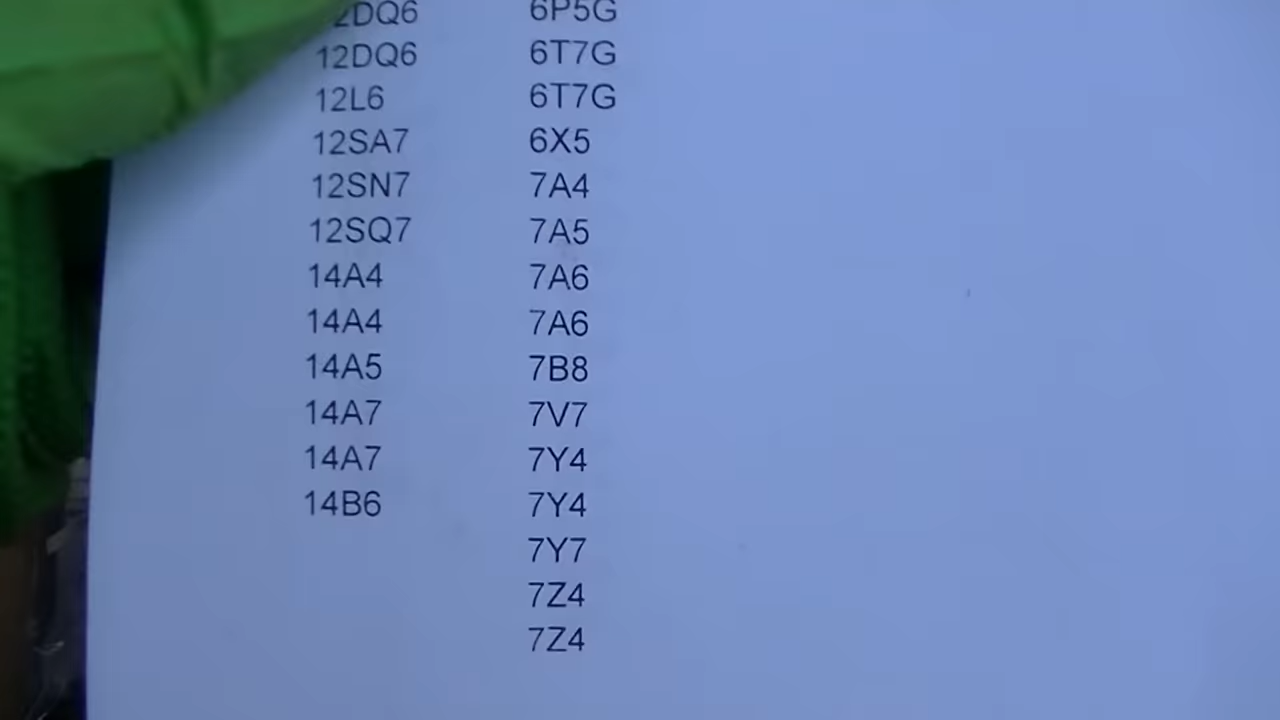 2DQ6 6P5G
12DQ6 6T7G
12L6 6T7G
12SA7 6X5
12SN7 7A4
12SQ7 7A5
14A4 7A6
14A4 7A6
14A5 7B8
14A7 7V7
14A7 7Y4
14B6 7Y4
7Y7
7Z4
7Z4